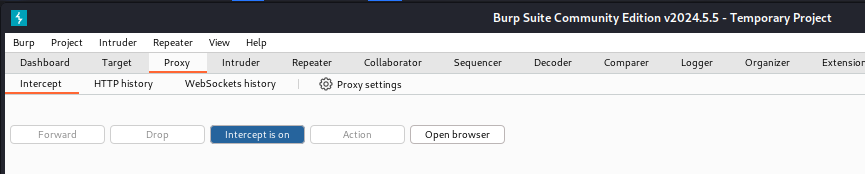 Burp Suite Community Edition v2024.5.5 - Temporary Project
Burp Project Intruder Repeater View Help
Dashboard Target Proxy Intruder Repeater Collaborator Sequencer Decoder Comparer Logger Organizer Extension
Intercept HTTP history WebSockets history Proxy settings
Forward Drop Intercept is on Action Open browser